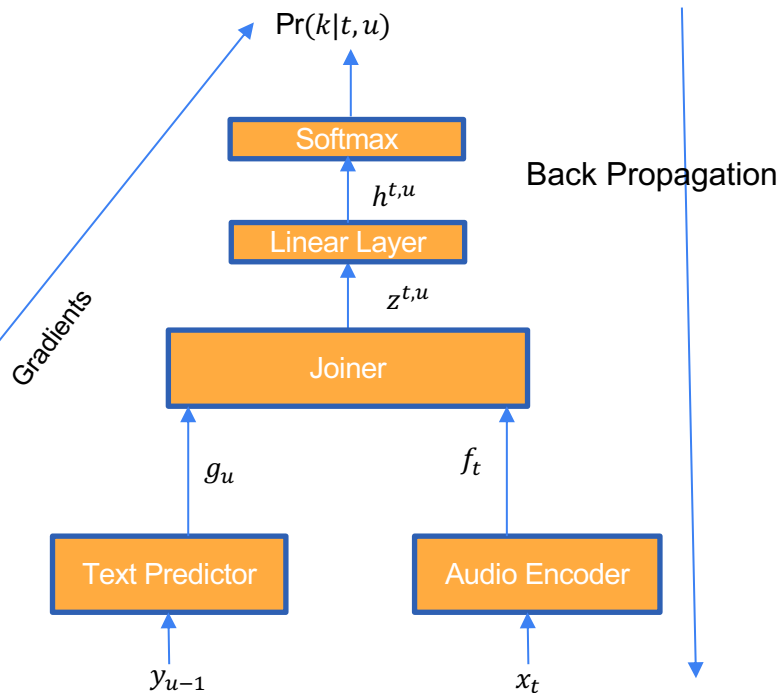 Pr(k|t, u)
Softmax
h^{t,u}
Back Propagation
Linear Layer
z^{t,u}
Gradients
Joiner
g_u
f_t
Text Predictor
Audio Encoder
y_{u−1}
x_t